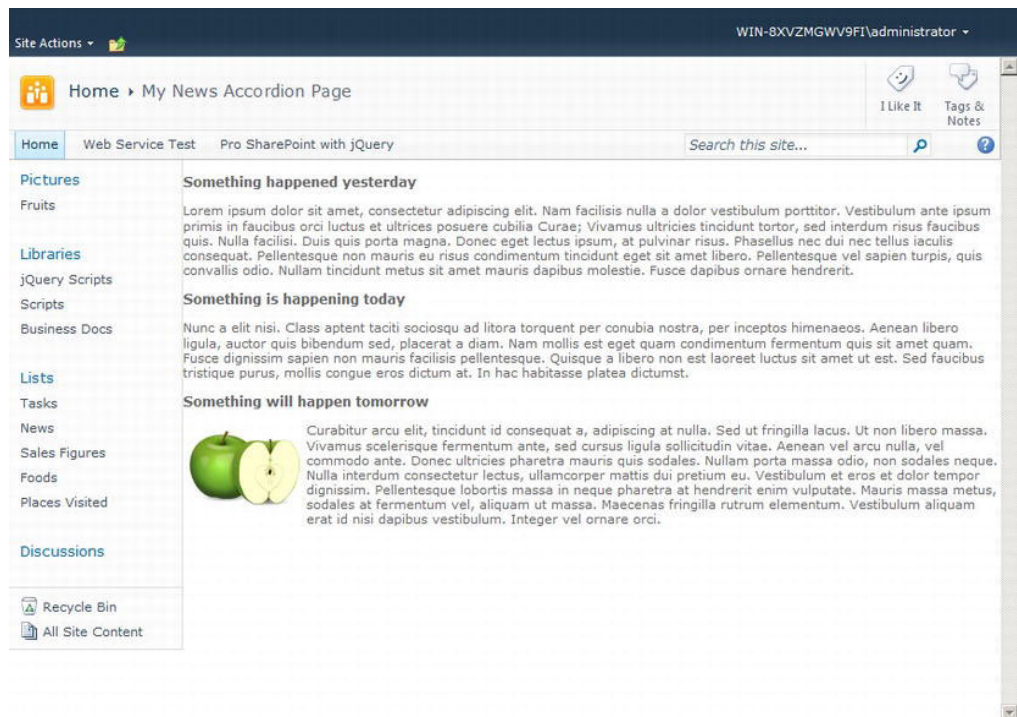 WIN-8XVZMGWV9FI\administrator
Site Actions
Home My News Accordion Page
I Like It
Tags &
Notes
Home Web Service Test Pro SharePoint with jQuery Search this site...
Pictures
Fruits
Libraries
jQuery Scripts
Scripts
Business Docs
Lists
Tasks
News
Sales Figures
Foods
Places Visited
Discussions
Recycle Bin
All Site Content
Something happened yesterday
Lorem ipsum dolor sit amet, consectetur adipiscing elit. Nam facilisis nulla a dolor vestibulum porttitor. Vestibulum ante ipsum
primis in faucibus orci luctus et ultrices posuere cubilia Curae; Vivamus ultricies tincidunt tortor, sed interdum risus faucibus
quis. Nulla facilisi. Duis quis porta magna. Donec eget lectus ipsum, at pulvinar risus. Phasellus nec dui nec tellus iaculis
consequat. Pellentesque non mauris eu risus condimentum tincidunt eget sit amet libero. Pellentesque vel sapien turpis, quis
convallis odio. Nullam tincidunt metus sit amet mauris dapibus molestie. Fusce dapibus ornare hendrerit.
Something is happening today
Nunc a elit nisi. Class aptent taciti sociosqu ad litora torquent per conubia nostra, per inceptos himenaeos. Aenean libero
ligula, auctor quis bibendum sed, placerat a diam. Nam mollis est eget quam condimentum fermentum quis sit amet quam.
Fusce dignissim sapien non mauris facilisis pellentesque. Quisque a libero non est laoreet luctus sit amet ut est. Sed faucibus
tristique purus, mollis congue eros dictum at. In hac habitasse platea dictumst.
Something will happen tomorrow
Curabitur arcu elit, tincidunt id consequat a, adipiscing at nulla. Sed ut fringilla lacus. Ut non libero massa.
Vivamus scelerisque fermentum ante, sed cursus ligula sollicitudin vitae. Aenean vel arcu nulla, vel
commodo ante. Donec ultricies pharetra mauris quis sodales. Nullam porta massa odio, non sodales neque.
Nulla interdum consectetur lectus, ullamcorper mattis dui pretium eu. Vestibulum et eros et dolor tempor
dignissim. Pellentesque lobortis massa in neque pharetra at hendrerit enim vulputate. Mauris massa metus,
sodales at fermentum vel, aliquam ut massa. Maecenas fringilla rutrum elementum. Vestibulum aliquam
erat id nisi dapibus vestibulum. Integer vel ornare orci.